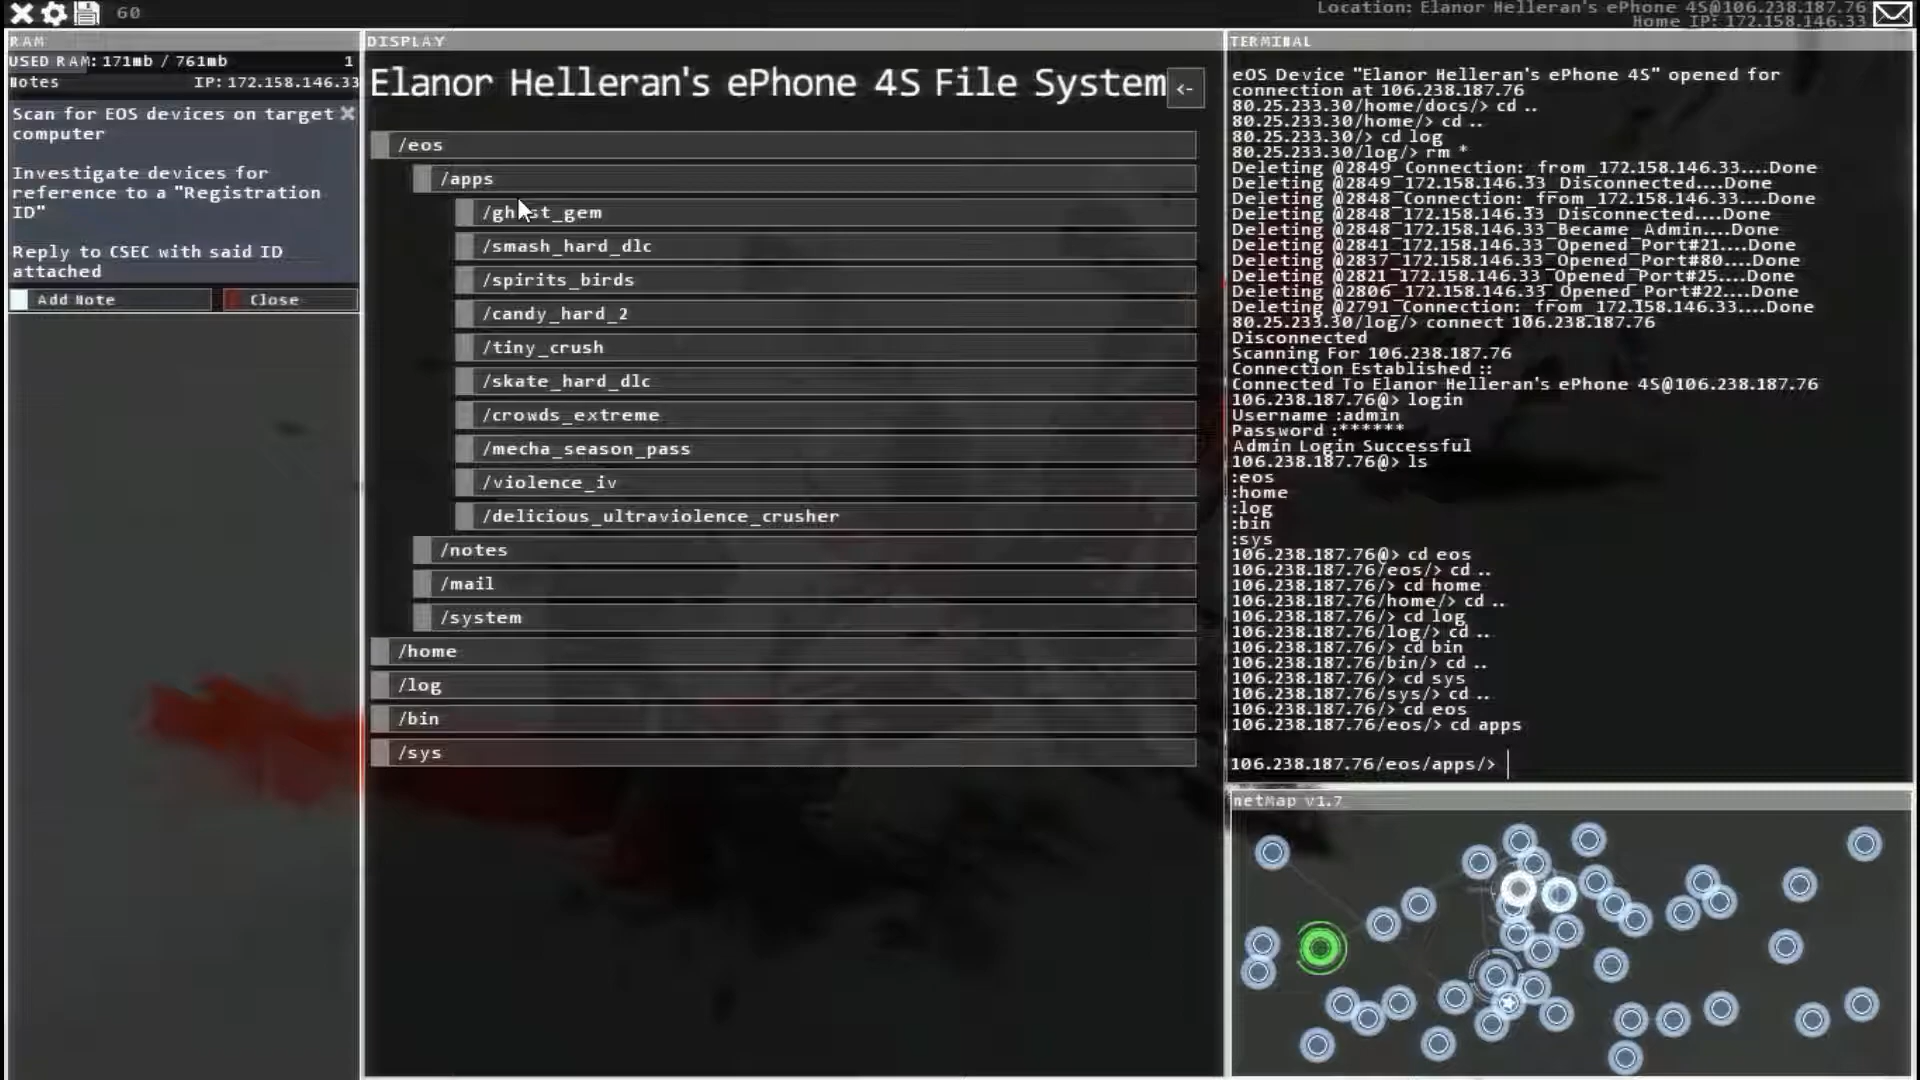 60
Location: Elanor Helleran's ePhone 4S@106.238.187.76
Home IP: 172.158.146.33
RAM
USED RAM: 171mb / 761mb 1
Notes IP: 172.158.146.33
Scan for EOS devices on target
computer
Investigate devices for
reference to a "Registration
ID"
Reply to CSEC with said ID
attached
Add Note
Close
DISPLAY
Elanor Helleran's ePhone 4S File System
<-
/eos
/apps
/ghost_gem
/smash_hard_dlc
/spirits_birds
/candy_hard_2
/tiny_crush
/skate_hard_dlc
/crowds_extreme
/mecha_season_pass
/violence_iv
/delicious_ultraviolence_crusher
/notes
/mail
/system
/home
/log
/bin
/sys
TERMINAL
eOS Device "Elanor Helleran's ePhone 4S" opened for
connection at 106.238.187.76
80.25.233.30/home/docs/> cd ..
80.25.233.30/home/> cd ..
80.25.233.30/> cd log
80.25.233.30/log/> rm *
Deleting @2849_Connection:_from_172.158.146.33....Done
Deleting @2849_172.158.146.33_Disconnected....Done
Deleting @2848_Connection:_from_172.158.146.33....Done
Deleting @2848_172.158.146.33_Disconnected....Done
Deleting @2848_172.158.146.33_Became_Admin....Done
Deleting @2841_172.158.146.33_Opened_Port#21....Done
Deleting @2837_172.158.146.33_Opened_Port#80....Done
Deleting @2821_172.158.146.33_Opened_Port#25....Done
Deleting @2806_172.158.146.33_Opened_Port#22....Done
Deleting @2791_Connection:_from_172.158.146.33....Done
80.25.233.30/log/> connect 106.238.187.76
Disconnected
Scanning For 106.238.187.76
Connection Established ::
Connected To Elanor Helleran's ePhone 4S@106.238.187.76
106.238.187.76@> login
Username :admin
Password :******
Admin Login Successful
106.238.187.76@> ls
:eos
:home
:log
:bin
:sys
106.238.187.76@> cd eos
106.238.187.76/eos/> cd ..
106.238.187.76/> cd home
106.238.187.76/home/> cd ..
106.238.187.76/> cd log
106.238.187.76/log/> cd ..
106.238.187.76/> cd bin
106.238.187.76/bin/> cd ..
106.238.187.76/> cd sys
106.238.187.76/sys/> cd ..
106.238.187.76/> cd eos
106.238.187.76/eos/> cd apps
106.238.187.76/eos/apps/>
netMap v1.7